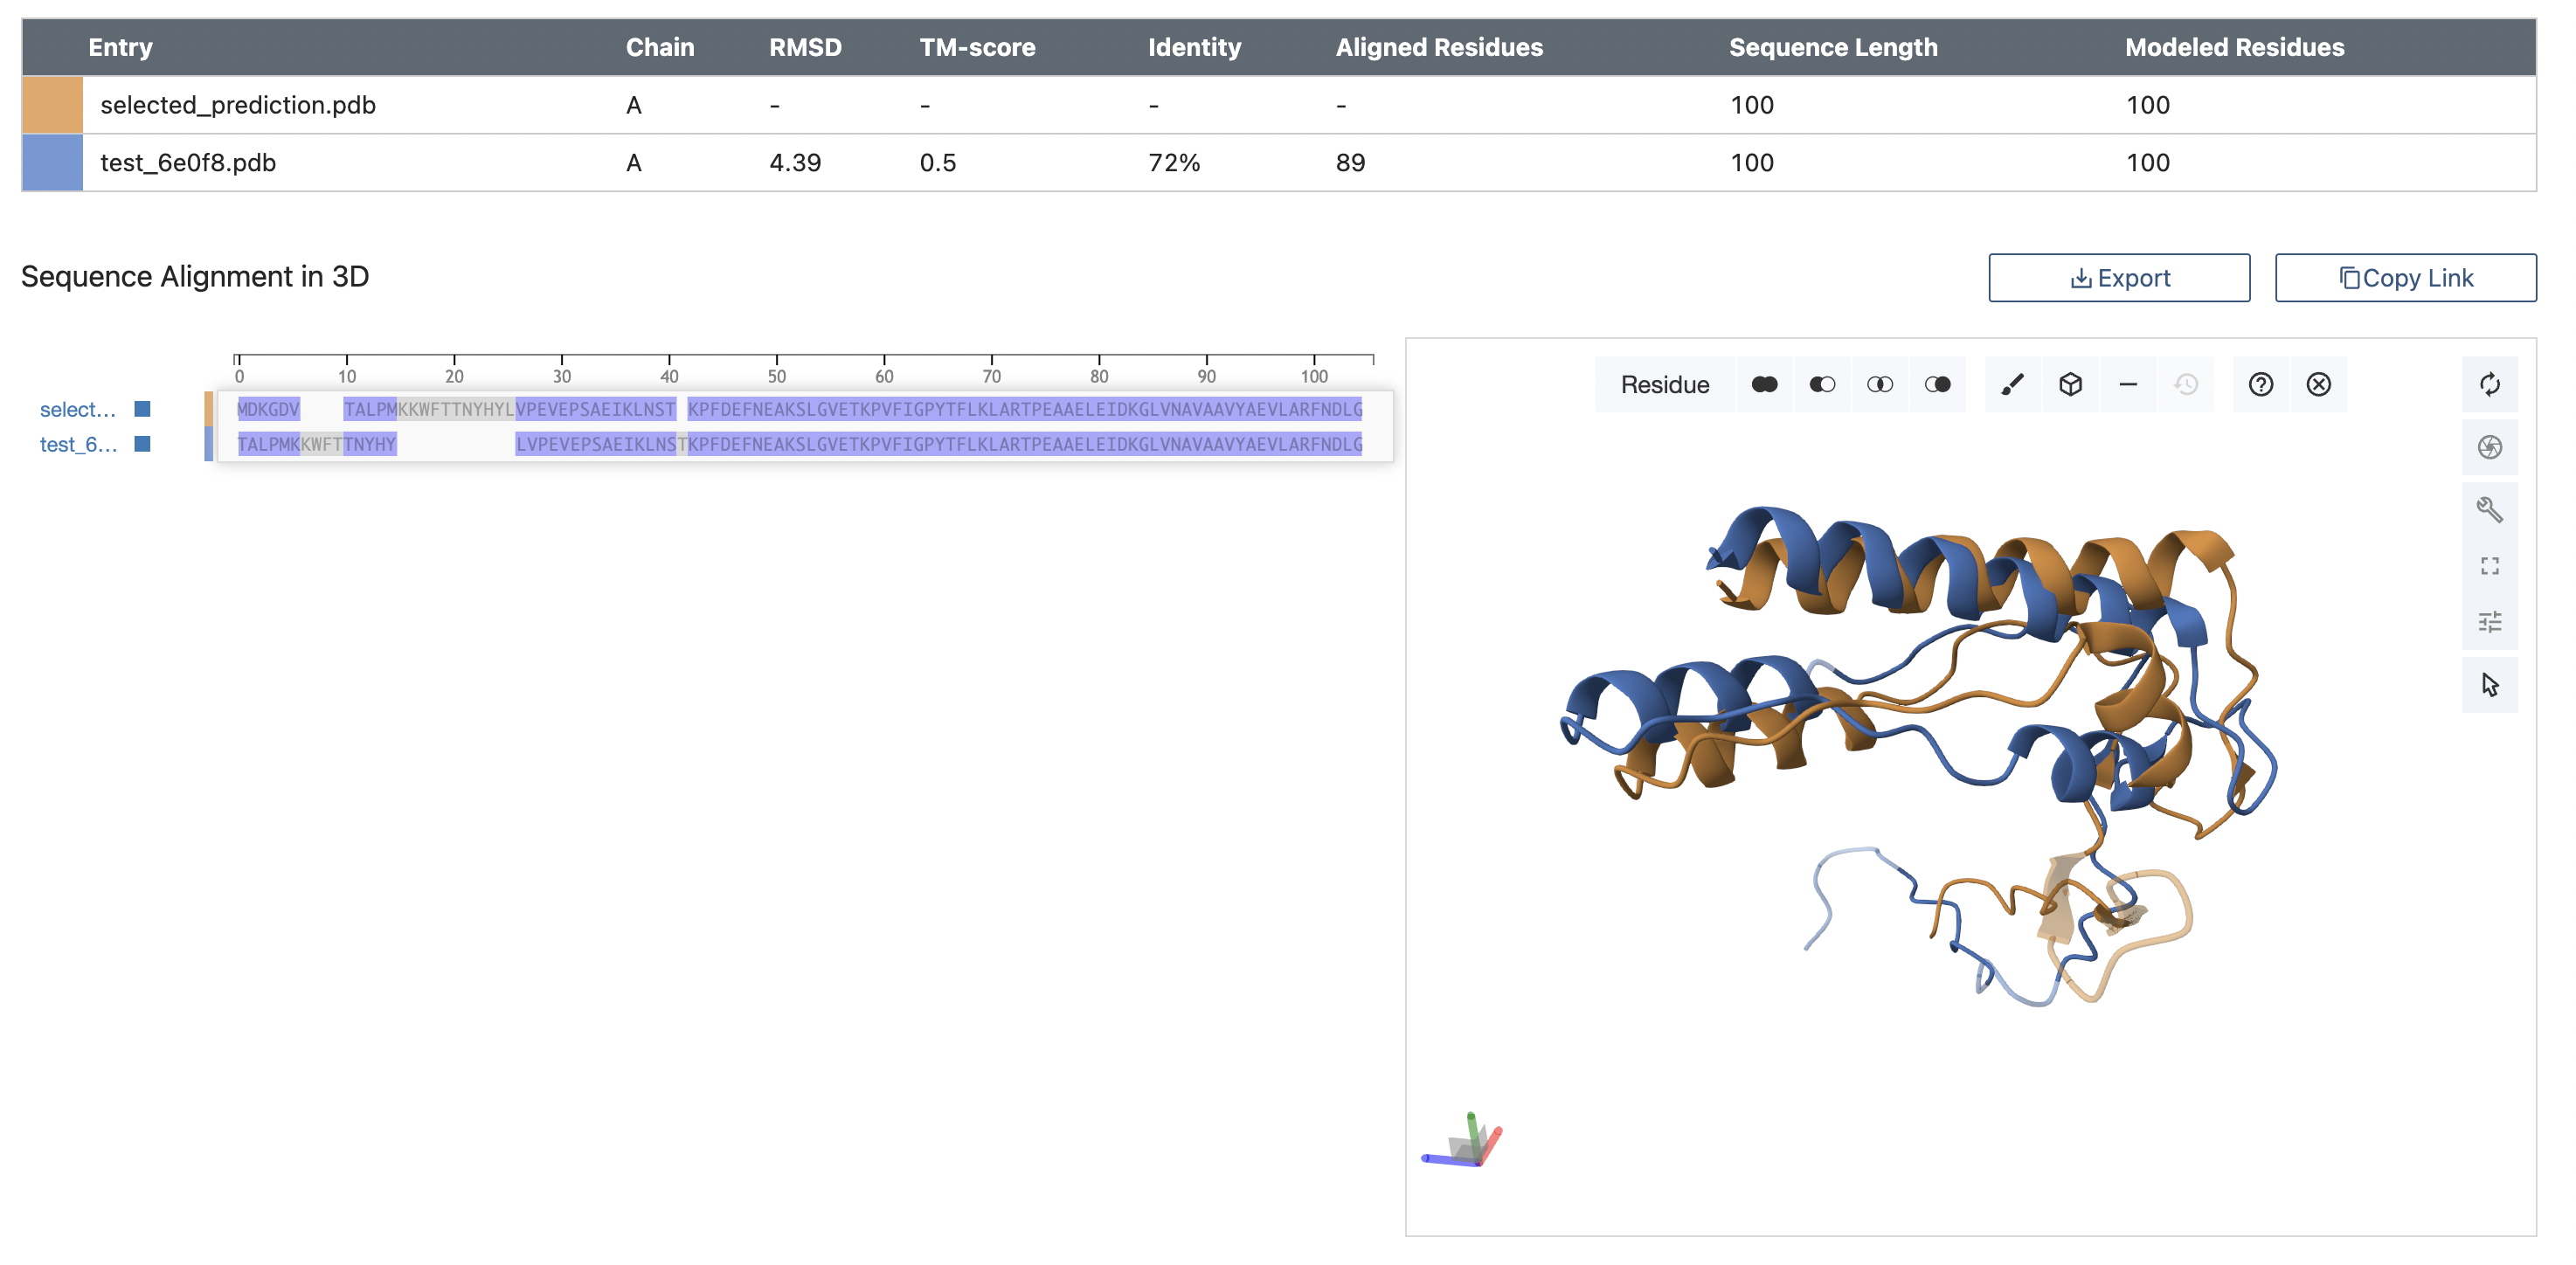 Entry Chain RMSD TM-score Identity Aligned Residues Sequence Length Modeled Residues
selected_prediction.pdb A - - - - 100 100
test_6e0f8.pdb A 4.39 0.5 72% 89 100 100
Sequence Alignment in 3D
Export Copy Link
0 10 20 30 40 50 60 70 80 90 100
select... MDKGDV TALPMKKWFTTNYHYLVPEVEPSAEIKLNST KPFDEFNEAKSLGVETKPVFIGPYTFLKLARTPEAAELEIDKGLVNAVAAVYAEVLARFNDLG
test_6... TALPMKKWFTTNYHY LVPEVEPSAEIKLNSTKPFDEFNEAKSLGVETKPVFIGPYTFLKLARTPEAAELEIDKGLVNAVAAVYAEVLARFNDLG
Residue